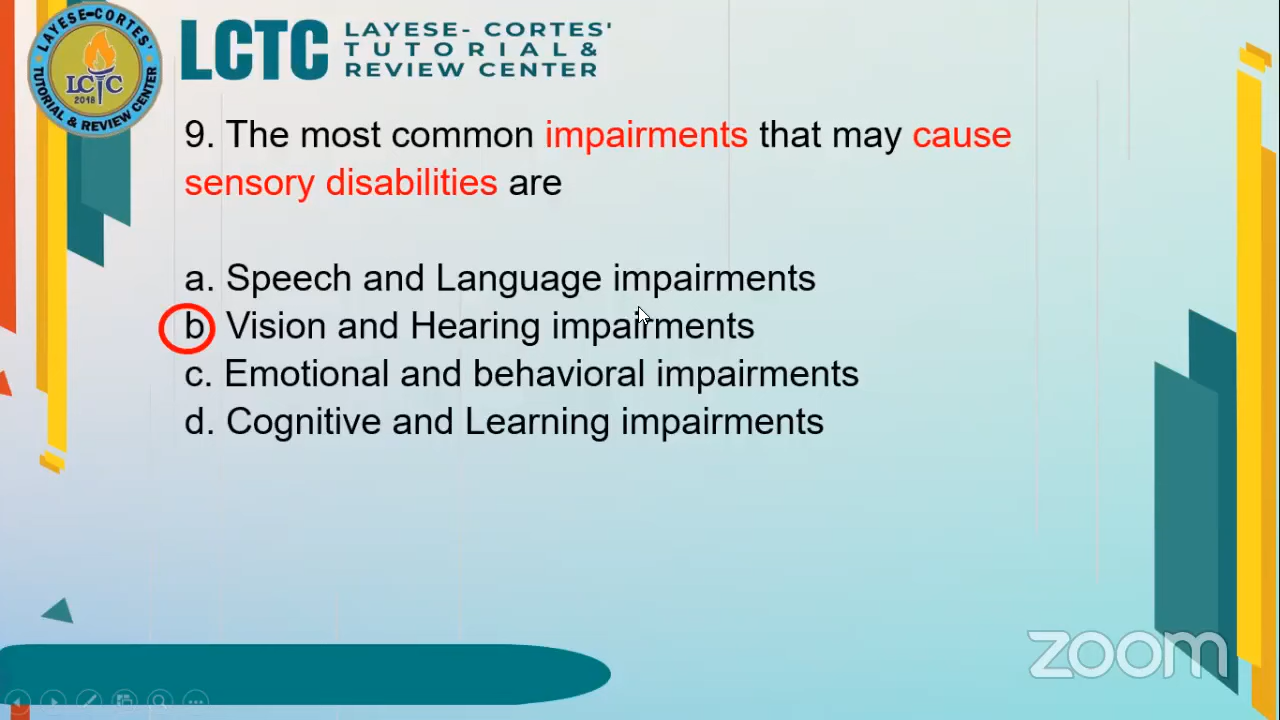 LAYESE-CORTES'
LCTC
2018
TUTORIAL & REVIEW CENTER
LCTC
LAYESE- CORTES'
TUTORIAL &
REVIEW CENTER
9. The most common impairments that may cause
sensory disabilities are
a. Speech and Language impairments
b Vision and Hearing impairments
c. Emotional and behavioral impairments
d. Cognitive and Learning impairments
zoom